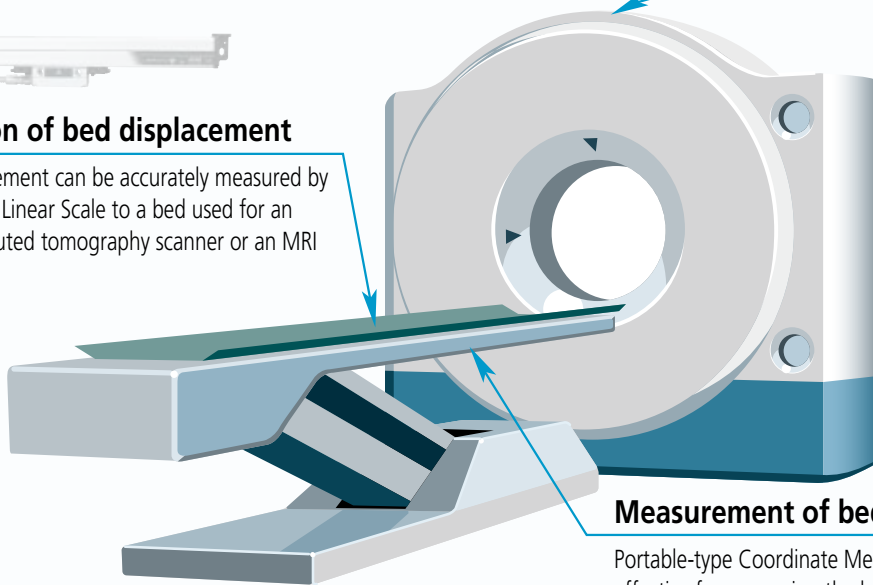 on of bed displacement
ement can be accurately measured by
Linear Scale to a bed used for an
uted tomography scanner or an MRI
Measurement of bed
Portable-type Coordinate Me